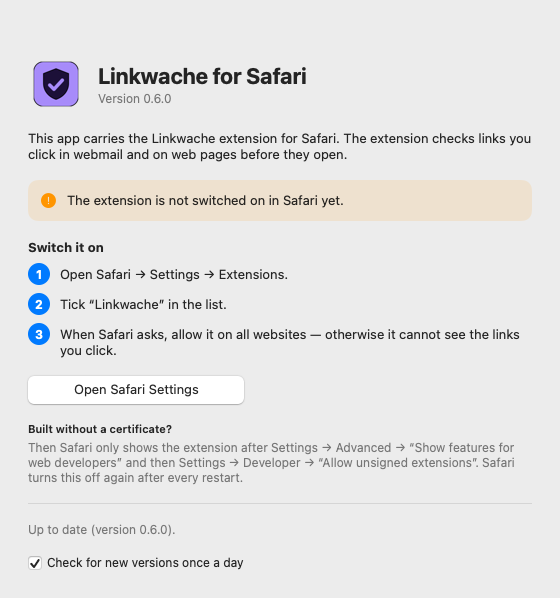 Linkwache for Safari
Version 0.6.0
This app carries the Linkwache extension for Safari. The extension checks links you
click in webmail and on web pages before they open.
The extension is not switched on in Safari yet.
Switch it on
1 Open Safari → Settings → Extensions.
2 Tick “Linkwache” in the list.
3 When Safari asks, allow it on all websites — otherwise it cannot see the links
you click.
Open Safari Settings
Built without a certificate?
Then Safari only shows the extension after Settings → Advanced → “Show features for
web developers” and then Settings → Developer → “Allow unsigned extensions”. Safari
turns this off again after every restart.
Up to date (version 0.6.0).
Check for new versions once a day